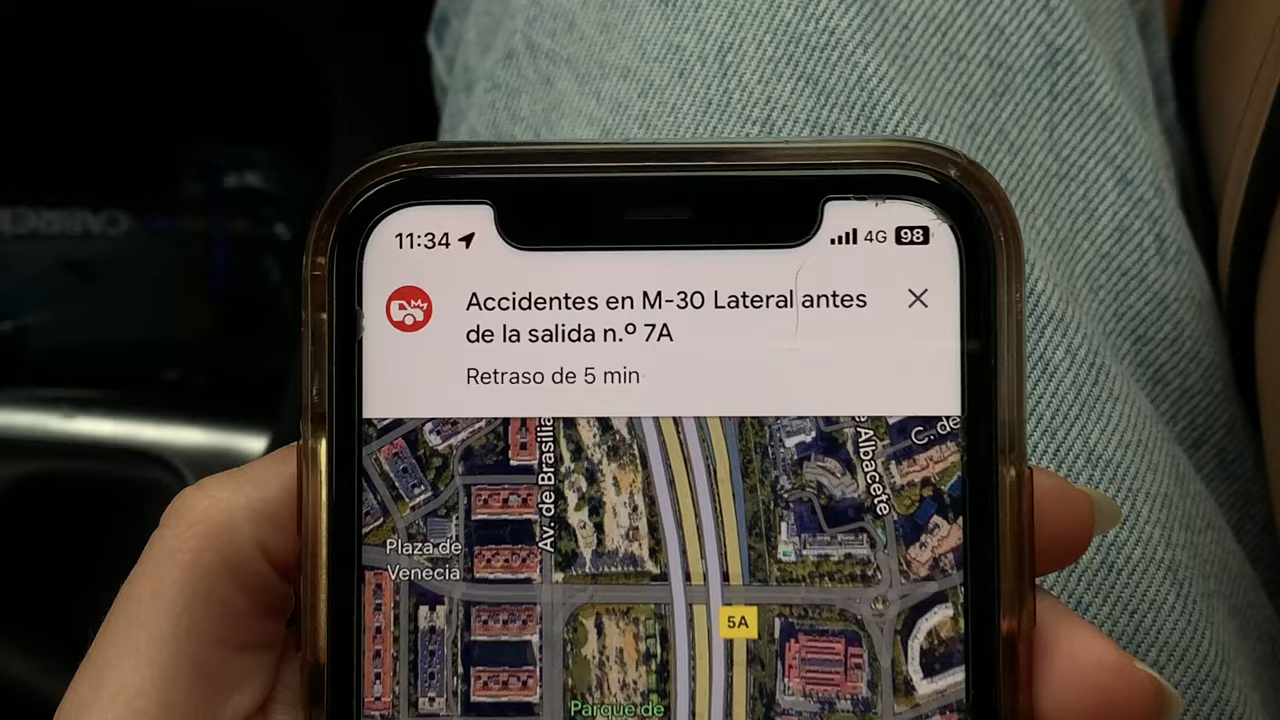 11:34
4G 98
Accidentes en M-30 Lateral antes
de la salida n.º 7A
Retraso de 5 min
Av. de Brasilia
Albacete
C. de
Plaza de
Venecia
5A
Parque de